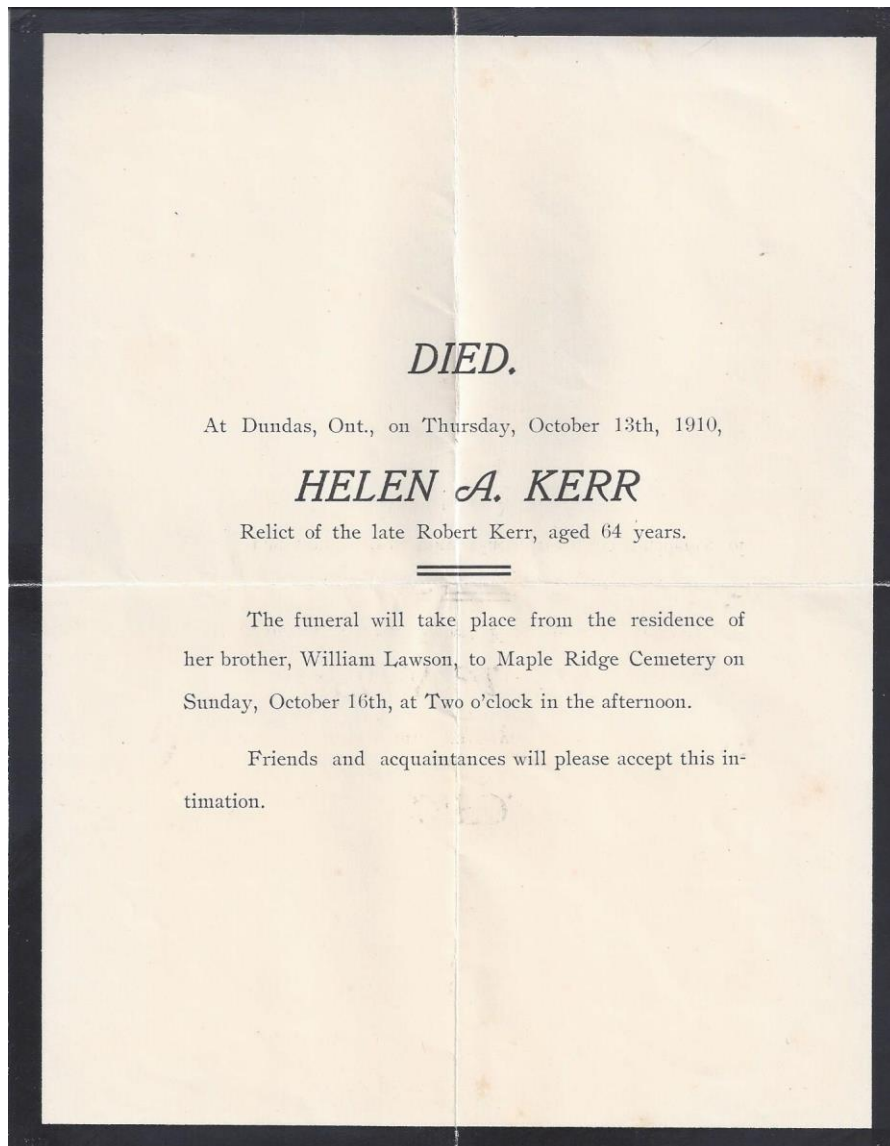 DIED.
At Dundas, Ont., on Thursday, October 13th, 1910,
HELEN A. KERR
Relict of the late Robert Kerr, aged 64 years.
The funeral will take place from the residence of
her brother, William Lawson, to Maple Ridge Cemetery on
Sunday, October 16th, at Two o'clock in the afternoon.
Friends and acquaintances will please accept this in-
timation.